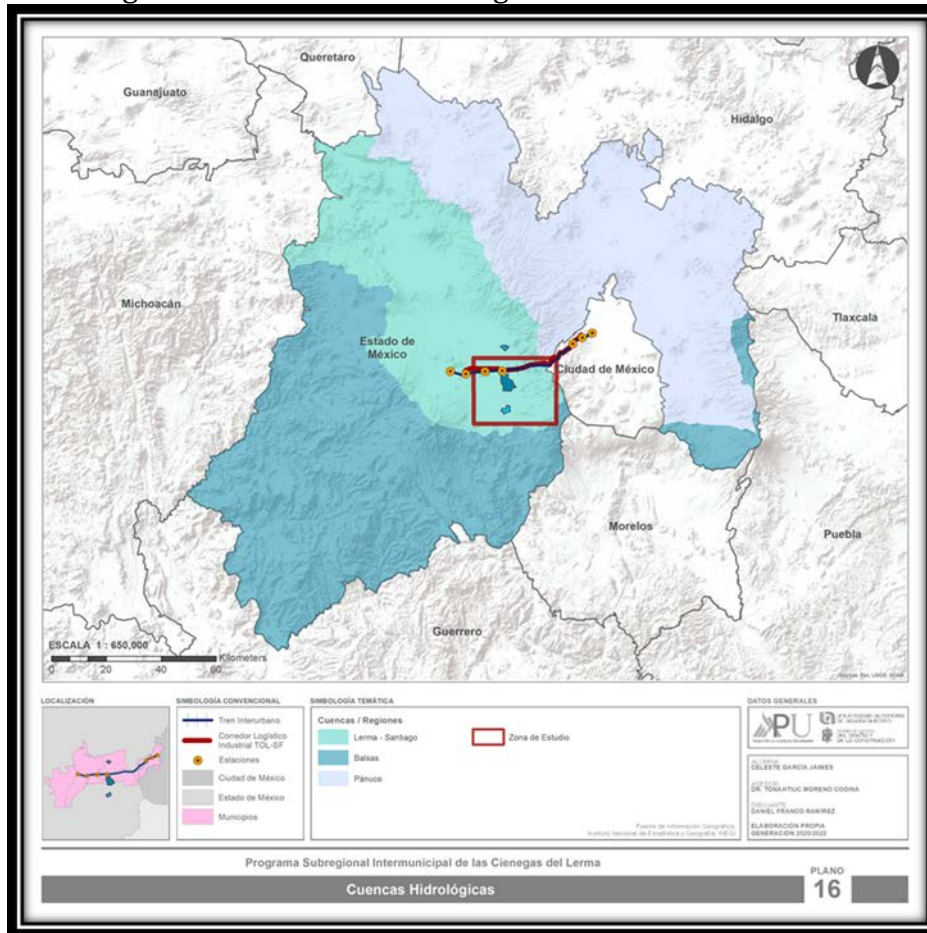 Queretaro
Guanajuato
Hidalgo
Michoacán
Tlaxcala
Estado de
México
Ciudad de México
Morelos
Puebla
Guerrero
ESCALA 1 : 650,000
Kilometers
0 10 20 40 60
LOCALIZACIÓN
SIMBOLOGÍA CONVENCIONAL
Tren Interurbano
Corredor Logístico
Industrial TOL-SF
Estaciones
Ciudad de México
Estado de México
Municipios
SIMBOLOGÍA TEMÁTICA
Cuencas / Regiones
Lerma - Santiago
Balsas
Pánuco
Zona de Estudio
Fuente de Información Geográfica:
Instituto Nacional de Estadística y Geografía, INEGI
DATOS GENERALES
PU
ALUMNA:
CELESTE GARCÍA JAIMES
ASESOR:
DR. TONAHTIUC MORENO CODINA
DIBUJANTE:
DANIEL FRANCO RAMÍREZ
ELABORACIÓN PROPIA
GENERACIÓN 2020/2022
Programa Subregional Intermunicipal de las Cienegas del Lerma
Cuencas Hidrológicas
PLANO
16